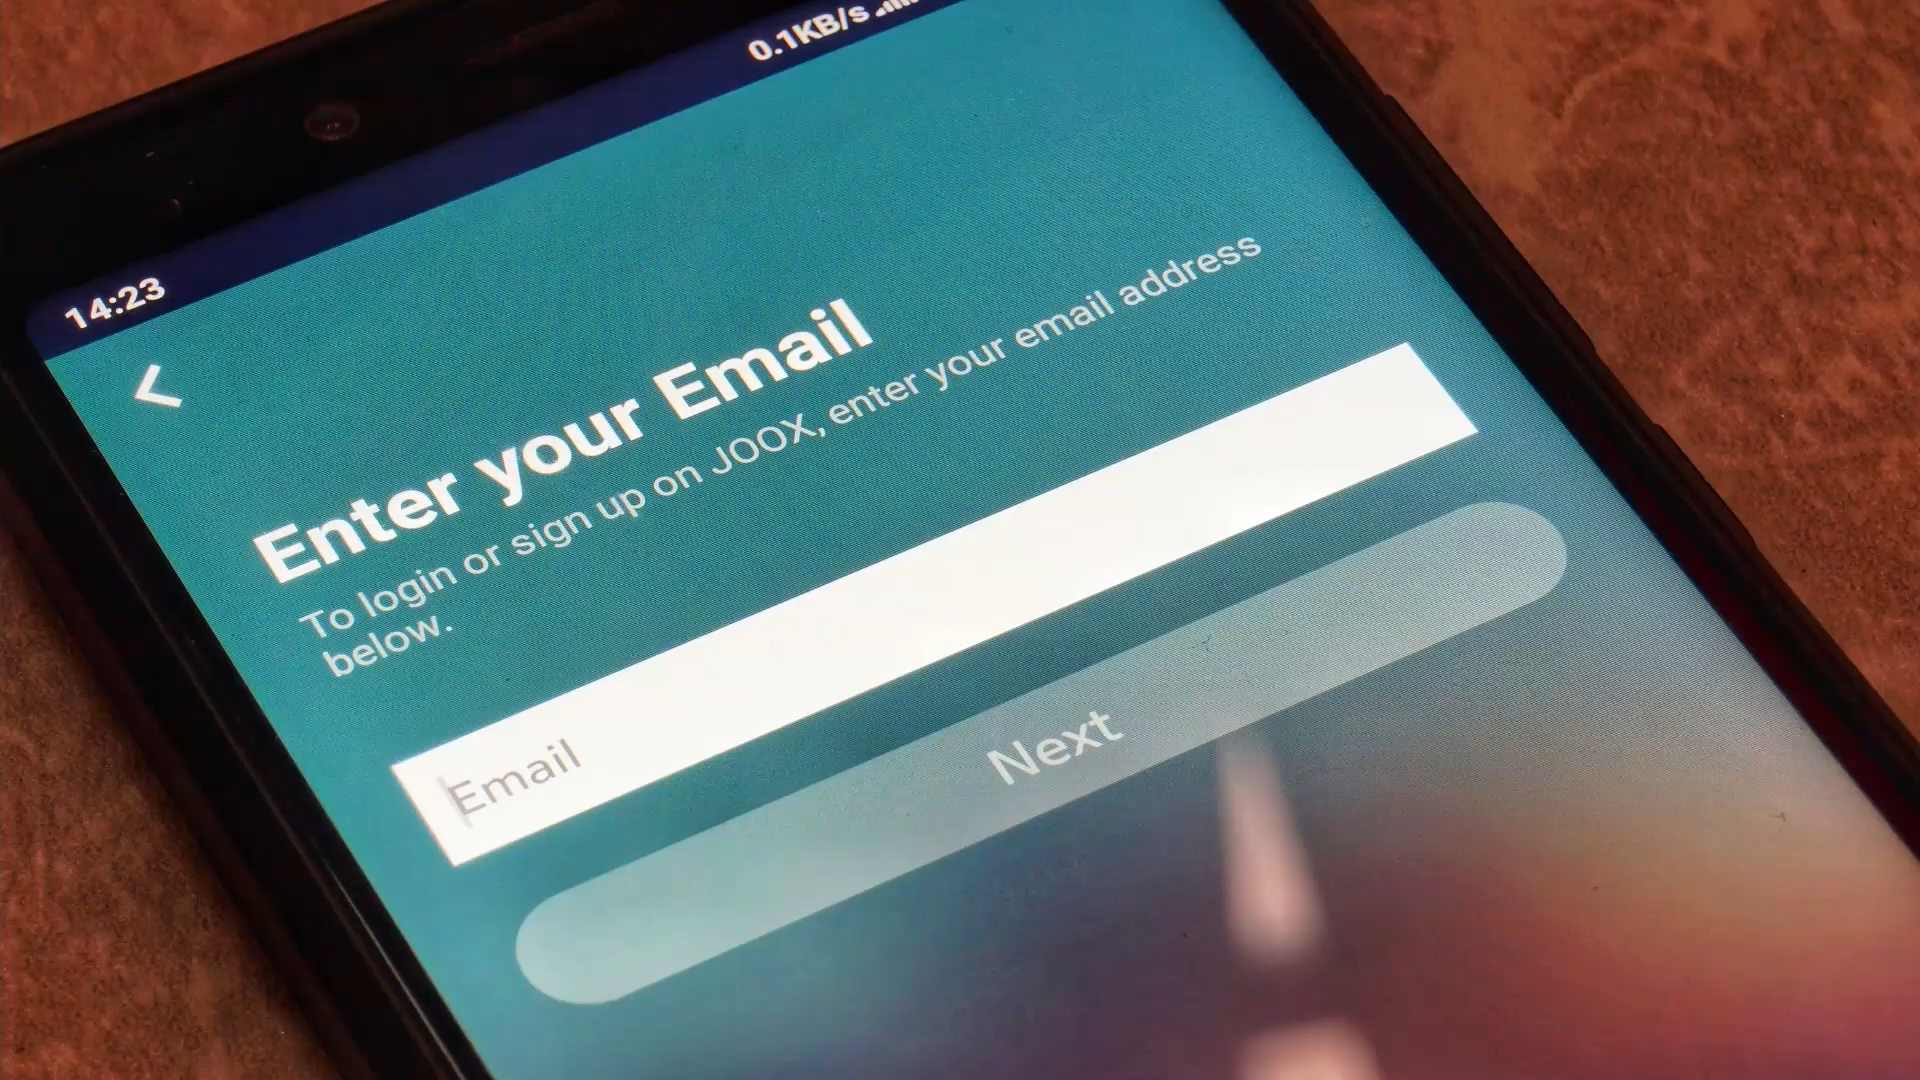 0.1KB/s
14:23
Enter your Email
To login or sign up on JOOX, enter your email address
below.
Email
Next